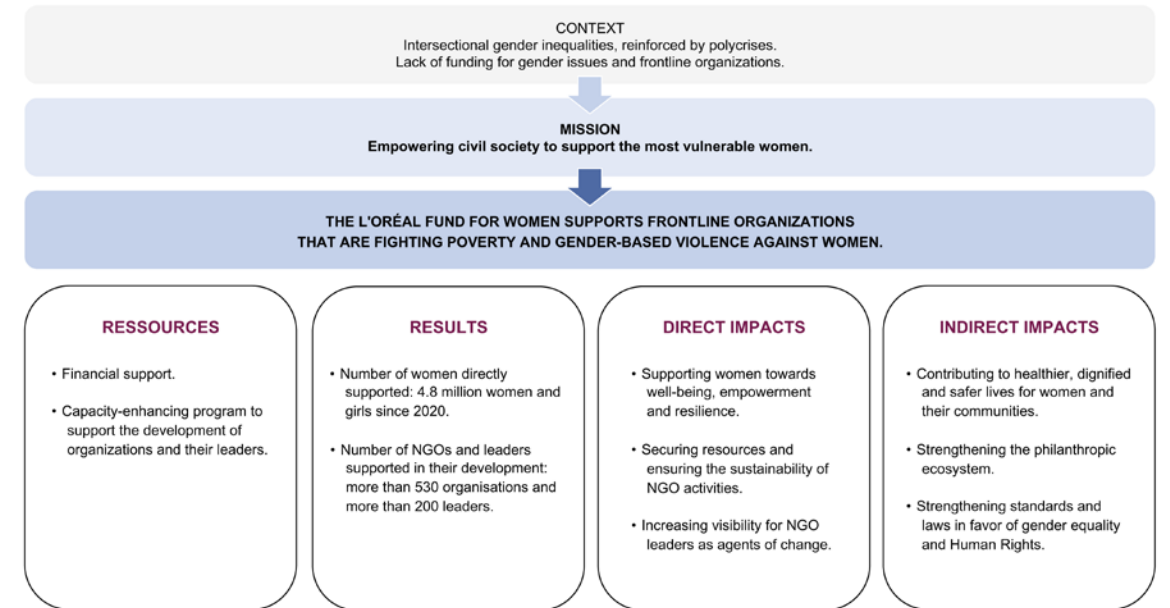 CONTEXT
Intersectional gender inequalities, reinforced by polycrises.
Lack of funding for gender issues and frontline organizations.
MISSION
Empowering civil society to support the most vulnerable women.
THE L'ORÉAL FUND FOR WOMEN SUPPORTS FRONTLINE ORGANIZATIONS
THAT ARE FIGHTING POVERTY AND GENDER-BASED VIOLENCE AGAINST WOMEN.
RESSOURCES
• Financial support.
• Capacity-enhancing program to
support the development of
organizations and their leaders.
RESULTS
• Number of women directly
supported: 4.8 million women and
girls since 2020.
• Number of NGOs and leaders
supported in their development:
more than 530 organisations and
more than 200 leaders.
DIRECT IMPACTS
• Supporting women towards
well-being, empowerment
and resilience.
• Securing resources and
ensuring the sustainability of
NGO activities.
• Increasing visibility for NGO
leaders as agents of change.
INDIRECT IMPACTS
• Contributing to healthier, dignified
and safer lives for women and
their communities.
• Strengthening the philanthropic
ecosystem.
• Strengthening standards and
laws in favor of gender equality
and Human Rights.